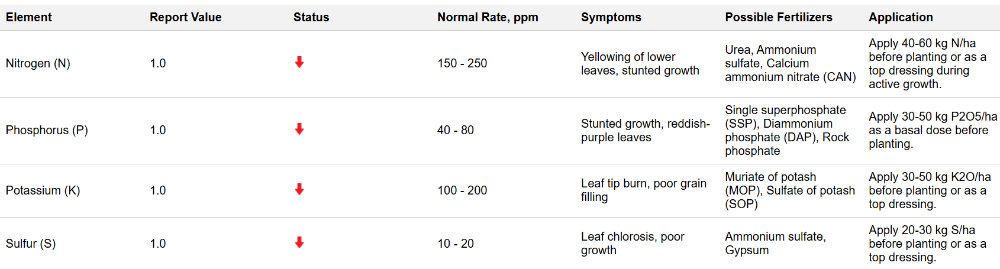 Element Report Value Status Normal Rate, ppm Symptoms Possible Fertilizers Application
Nitrogen (N) 1.0 150 - 250
Yellowing of lower
leaves, stunted growth
Urea, Ammonium
sulfate, Calcium
ammonium nitrate (CAN)
Apply 40-60 kg N/ha
before planting or as a
top dressing during
active growth.
Phosphorus (P) 1.0 40 - 80
Stunted growth, reddish-
purple leaves
Single superphosphate
(SSP), Diammonium
phosphate (DAP), Rock
phosphate
Apply 30-50 kg P2O5/ha
as a basal dose before
planting.
Potassium (K) 1.0 100 - 200
Leaf tip burn, poor grain
filling
Muriate of potash
(MOP), Sulfate of potash
(SOP)
Apply 30-50 kg K2O/ha
before planting or as a
top dressing.
Sulfur (S) 1.0 10 - 20
Leaf chlorosis, poor
growth
Ammonium sulfate,
Gypsum
Apply 20-30 kg S/ha
before planting or as a
top dressing.